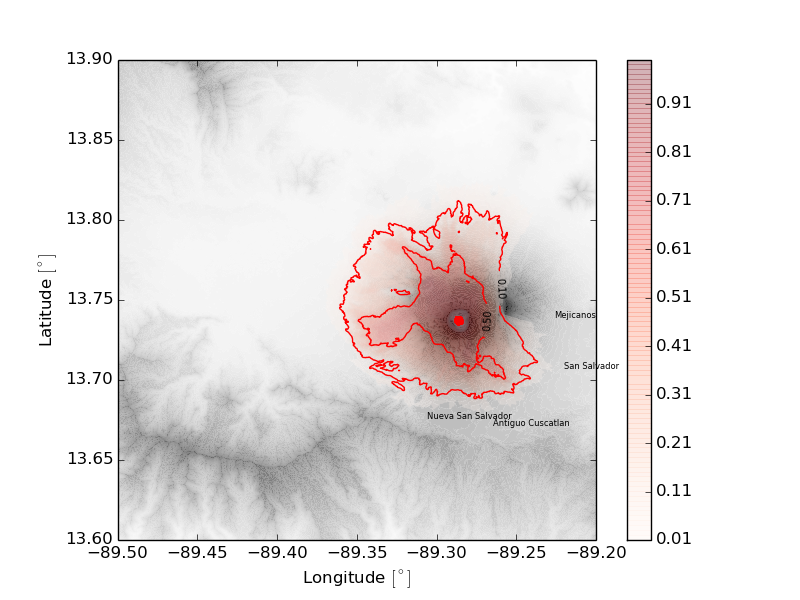 13.90
13.85
13.80
13.75
13.70
13.65
13.60
Latitude [°]
−89.50 −89.45 −89.40 −89.35 −89.30 −89.25 −89.20
Longitude [°]
0.10
0.50
Mejicanos
San Salvador
Nueva San Salvador
Antiguo Cuscatlan
0.91
0.81
0.71
0.61
0.51
0.41
0.31
0.21
0.11
0.01